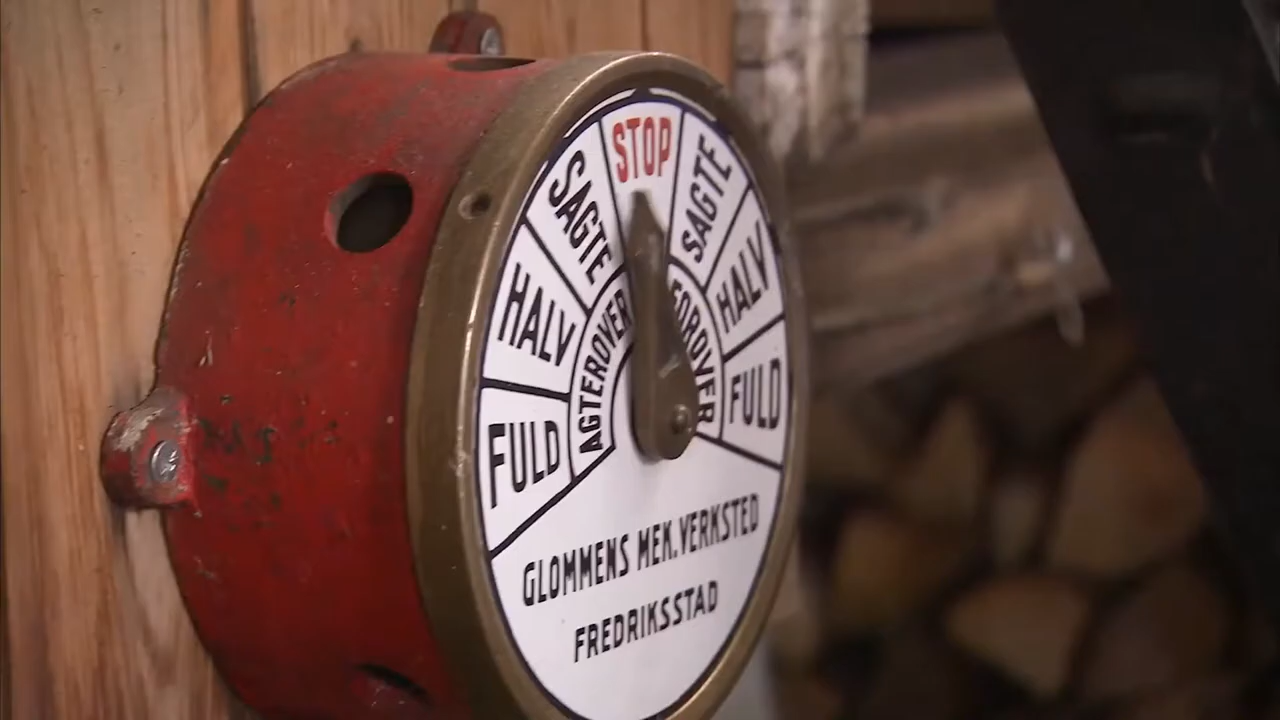 STOP
SAGTE
SAGTE
HALV
HALV
FULD
FULD
AGTEROVER
FOROVER
GLOMMENS MEK. VERKSTED
FREDRIKSSTAD